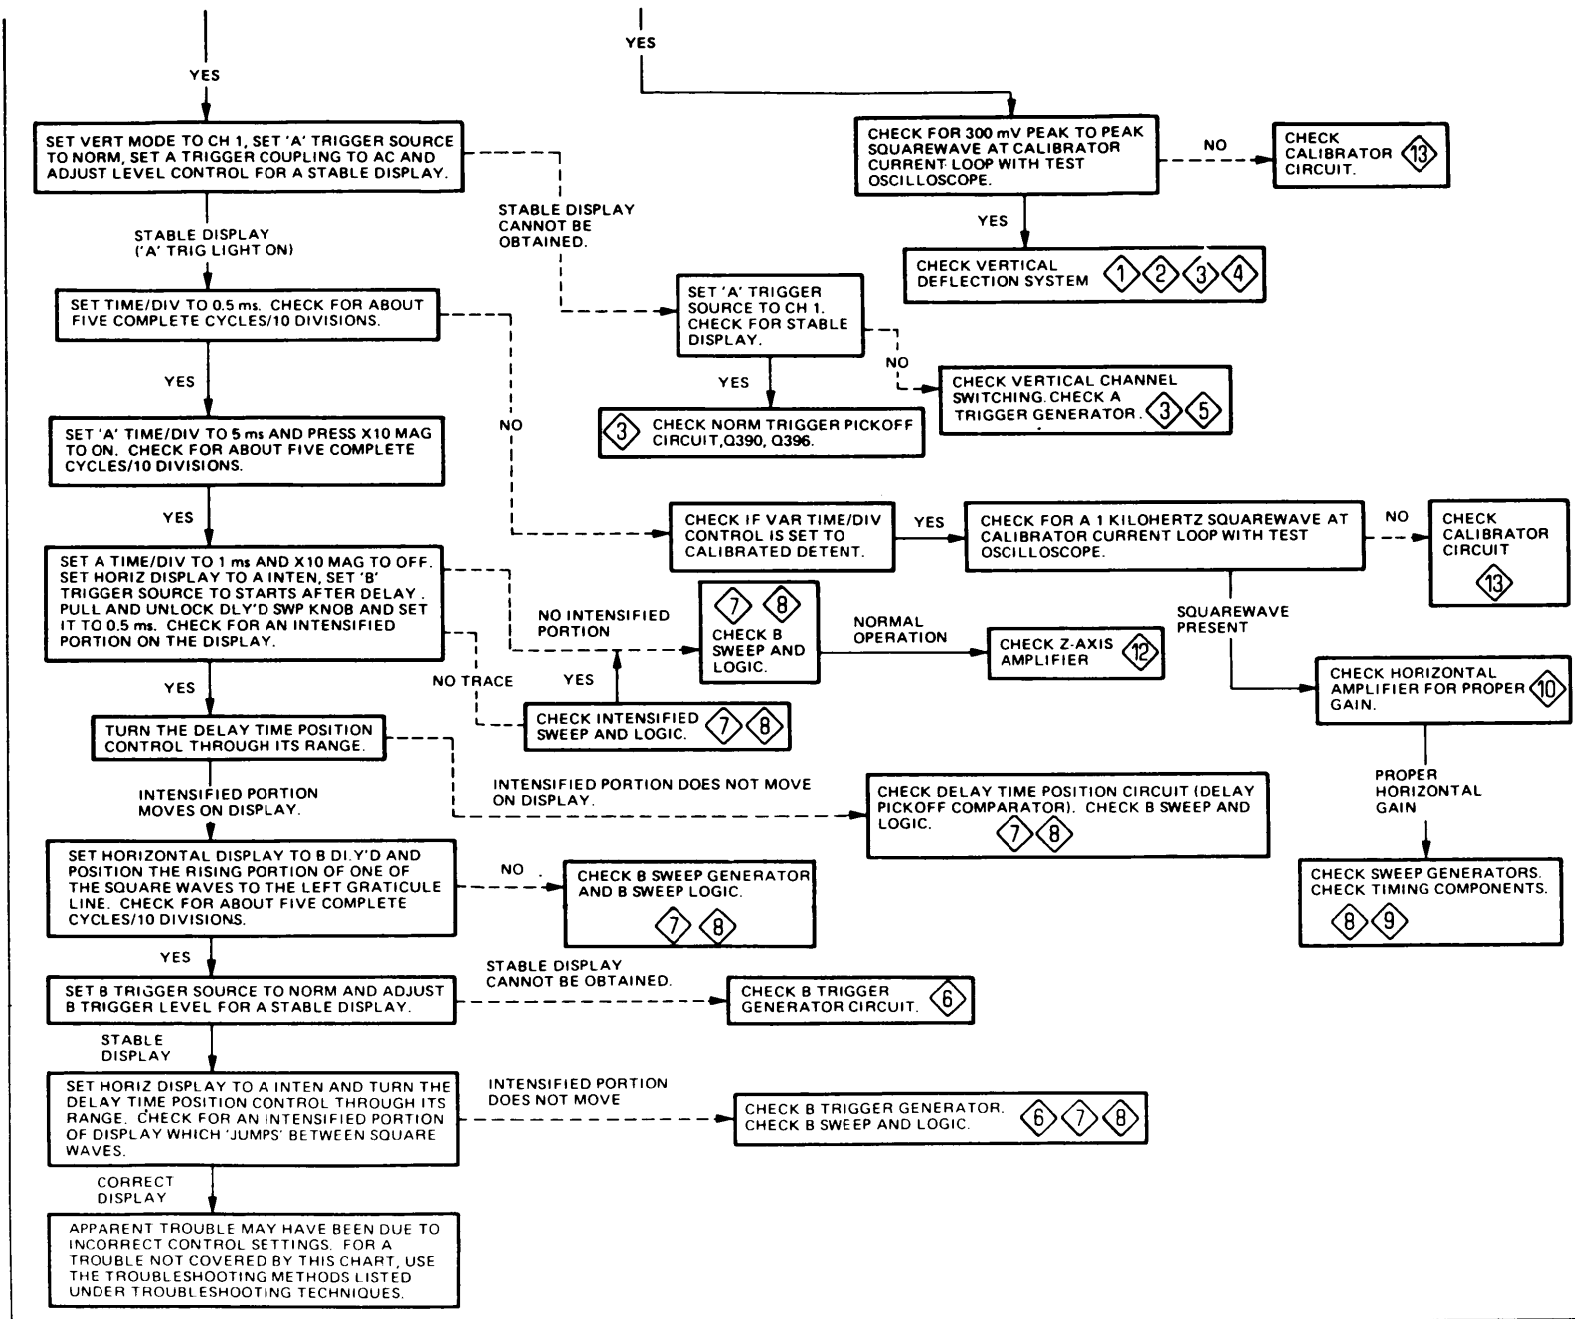 YES
YES
SET VERT MODE TO CH 1, SET 'A' TRIGGER SOURCE
TO NORM, SET A TRIGGER COUPLING TO AC AND
ADJUST LEVEL CONTROL FOR A STABLE DISPLAY.
CHECK FOR 300 mV PEAK TO PEAK
SQUAREWAVE AT CALIBRATOR
CURRENT LOOP WITH TEST
OSCILLOSCOPE.
NO
CHECK
CALIBRATOR
CIRCUIT.
13
STABLE DISPLAY
('A' TRIG LIGHT ON)
STABLE DISPLAY
CANNOT BE
OBTAINED.
YES
CHECK VERTICAL
DEFLECTION SYSTEM
1 2 3 4
SET TIME/DIV TO 0.5 ms. CHECK FOR ABOUT
FIVE COMPLETE CYCLES/10 DIVISIONS.
SET 'A' TRIGGER
SOURCE TO CH 1.
CHECK FOR STABLE
DISPLAY.
YES
NO
YES
NO
CHECK VERTICAL CHANNEL
SWITCHING. CHECK A
TRIGGER GENERATOR. 3 5
3 CHECK NORM TRIGGER PICKOFF
CIRCUIT, Q390, Q396.
SET 'A' TIME/DIV TO 5 ms AND PRESS X10 MAG
TO ON. CHECK FOR ABOUT FIVE COMPLETE
CYCLES/10 DIVISIONS.
YES
CHECK IF VAR TIME/DIV
CONTROL IS SET TO
CALIBRATED DETENT.
YES
CHECK FOR A 1 KILOHERTZ SQUAREWAVE AT
CALIBRATOR CURRENT LOOP WITH TEST
OSCILLOSCOPE.
NO
CHECK
CALIBRATOR
CIRCUIT
13
SET A TIME/DIV TO 1 ms AND X10 MAG TO OFF.
SET HORIZ DISPLAY TO A INTEN, SET 'B'
TRIGGER SOURCE TO STARTS AFTER DELAY .
PULL AND UNLOCK DLY'D SWP KNOB AND SET
IT TO 0.5 ms. CHECK FOR AN INTENSIFIED
PORTION ON THE DISPLAY.
NO INTENSIFIED
PORTION
7 8
CHECK B
SWEEP AND
LOGIC.
NORMAL
OPERATION
CHECK Z-AXIS
AMPLIFIER 12
SQUAREWAVE
PRESENT
YES
NO TRACE
YES
CHECK INTENSIFIED
SWEEP AND LOGIC. 7 8
CHECK HORIZONTAL
AMPLIFIER FOR PROPER
GAIN.
10
TURN THE DELAY TIME POSITION
CONTROL THROUGH ITS RANGE.
INTENSIFIED PORTION
MOVES ON DISPLAY.
INTENSIFIED PORTION DOES NOT MOVE
ON DISPLAY.
CHECK DELAY TIME POSITION CIRCUIT (DELAY
PICKOFF COMPARATOR). CHECK B SWEEP AND
LOGIC. 7 8
PROPER
HORIZONTAL
GAIN
SET HORIZONTAL DISPLAY TO B DLY'D AND
POSITION THE RISING PORTION OF ONE OF
THE SQUARE WAVES TO THE LEFT GRATICULE
LINE. CHECK FOR ABOUT FIVE COMPLETE
CYCLES/10 DIVISIONS.
NO
CHECK B SWEEP GENERATOR
AND B SWEEP LOGIC.
7 8
CHECK SWEEP GENERATORS.
CHECK TIMING COMPONENTS.
8 9
YES
SET B TRIGGER SOURCE TO NORM AND ADJUST
B TRIGGER LEVEL FOR A STABLE DISPLAY.
STABLE DISPLAY
CANNOT BE OBTAINED.
CHECK B TRIGGER
GENERATOR CIRCUIT. 6
STABLE
DISPLAY
SET HORIZ DISPLAY TO A INTEN AND TURN THE
DELAY TIME POSITION CONTROL THROUGH ITS
RANGE. CHECK FOR AN INTENSIFIED PORTION
OF DISPLAY WHICH 'JUMPS' BETWEEN SQUARE
WAVES.
INTENSIFIED PORTION
DOES NOT MOVE
CHECK B TRIGGER GENERATOR.
CHECK B SWEEP AND LOGIC. 6 7 8
CORRECT
DISPLAY
APPARENT TROUBLE MAY HAVE BEEN DUE TO
INCORRECT CONTROL SETTINGS. FOR A
TROUBLE NOT COVERED BY THIS CHART, USE
THE TROUBLESHOOTING METHODS LISTED
UNDER TROUBLESHOOTING TECHNIQUES.